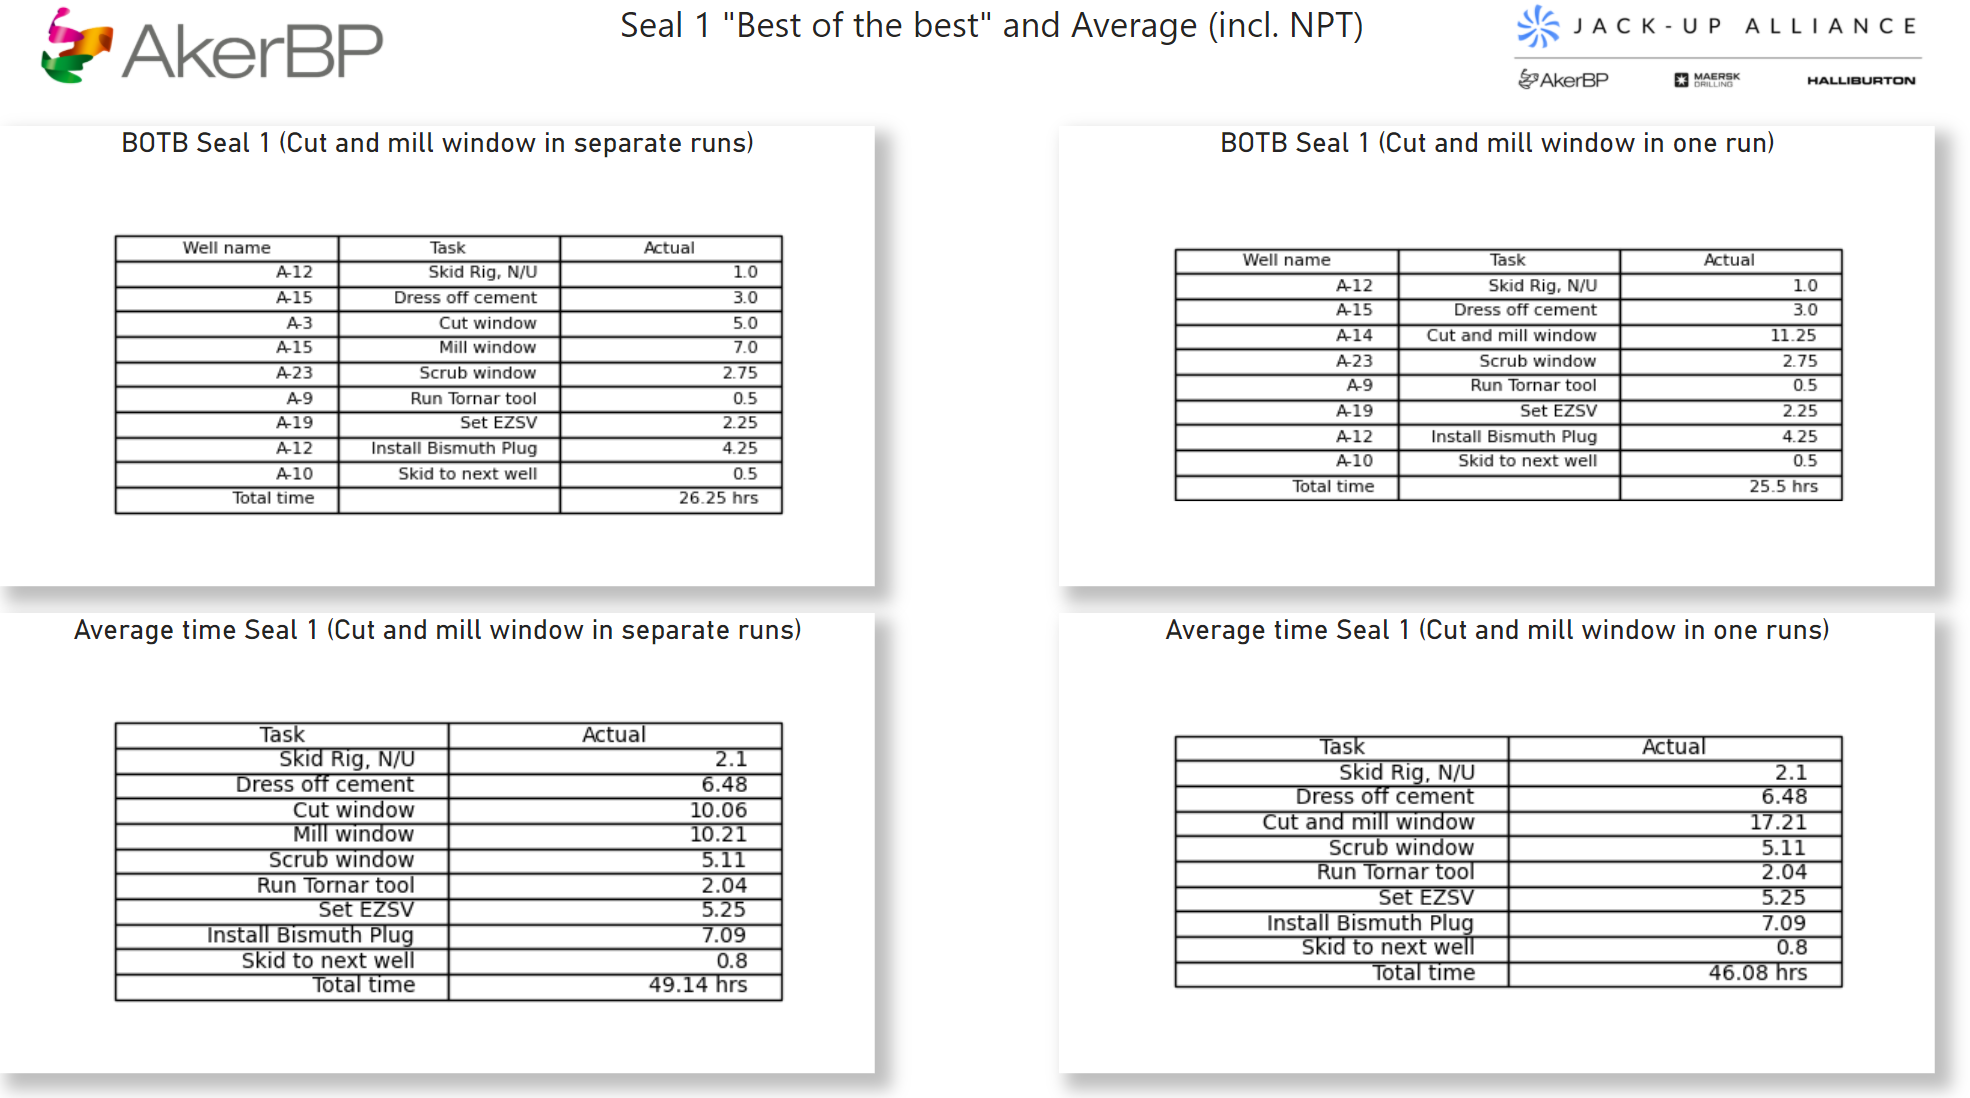 AkerBP
Seal 1 "Best of the best" and Average (incl. NPT)
JACK-UP ALLIANCE
AkerBP MAERSK DRILLING HALLIBURTON
BOTB Seal 1 (Cut and mill window in separate runs)
Well name Task Actual
A-12 Skid Rig, N/U 1.0
A-15 Dress off cement 3.0
A-3 Cut window 5.0
A-15 Mill window 7.0
A-23 Scrub window 2.75
A-9 Run Tornar tool 0.5
A-19 Set EZSV 2.25
A-12 Install Bismuth Plug 4.25
A-10 Skid to next well 0.5
Total time 26.25 hrs
BOTB Seal 1 (Cut and mill window in one run)
Well name Task Actual
A-12 Skid Rig, N/U 1.0
A-15 Dress off cement 3.0
A-14 Cut and mill window 11.25
A-23 Scrub window 2.75
A-9 Run Tornar tool 0.5
A-19 Set EZSV 2.25
A-12 Install Bismuth Plug 4.25
A-10 Skid to next well 0.5
Total time 25.5 hrs
Average time Seal 1 (Cut and mill window in separate runs)
Task Actual
Skid Rig, N/U 2.1
Dress off cement 6.48
Cut window 10.06
Mill window 10.21
Scrub window 5.11
Run Tornar tool 2.04
Set EZSV 5.25
Install Bismuth Plug 7.09
Skid to next well 0.8
Total time 49.14 hrs
Average time Seal 1 (Cut and mill window in one runs)
Task Actual
Skid Rig, N/U 2.1
Dress off cement 6.48
Cut and mill window 17.21
Scrub window 5.11
Run Tornar tool 2.04
Set EZSV 5.25
Install Bismuth Plug 7.09
Skid to next well 0.8
Total time 46.08 hrs